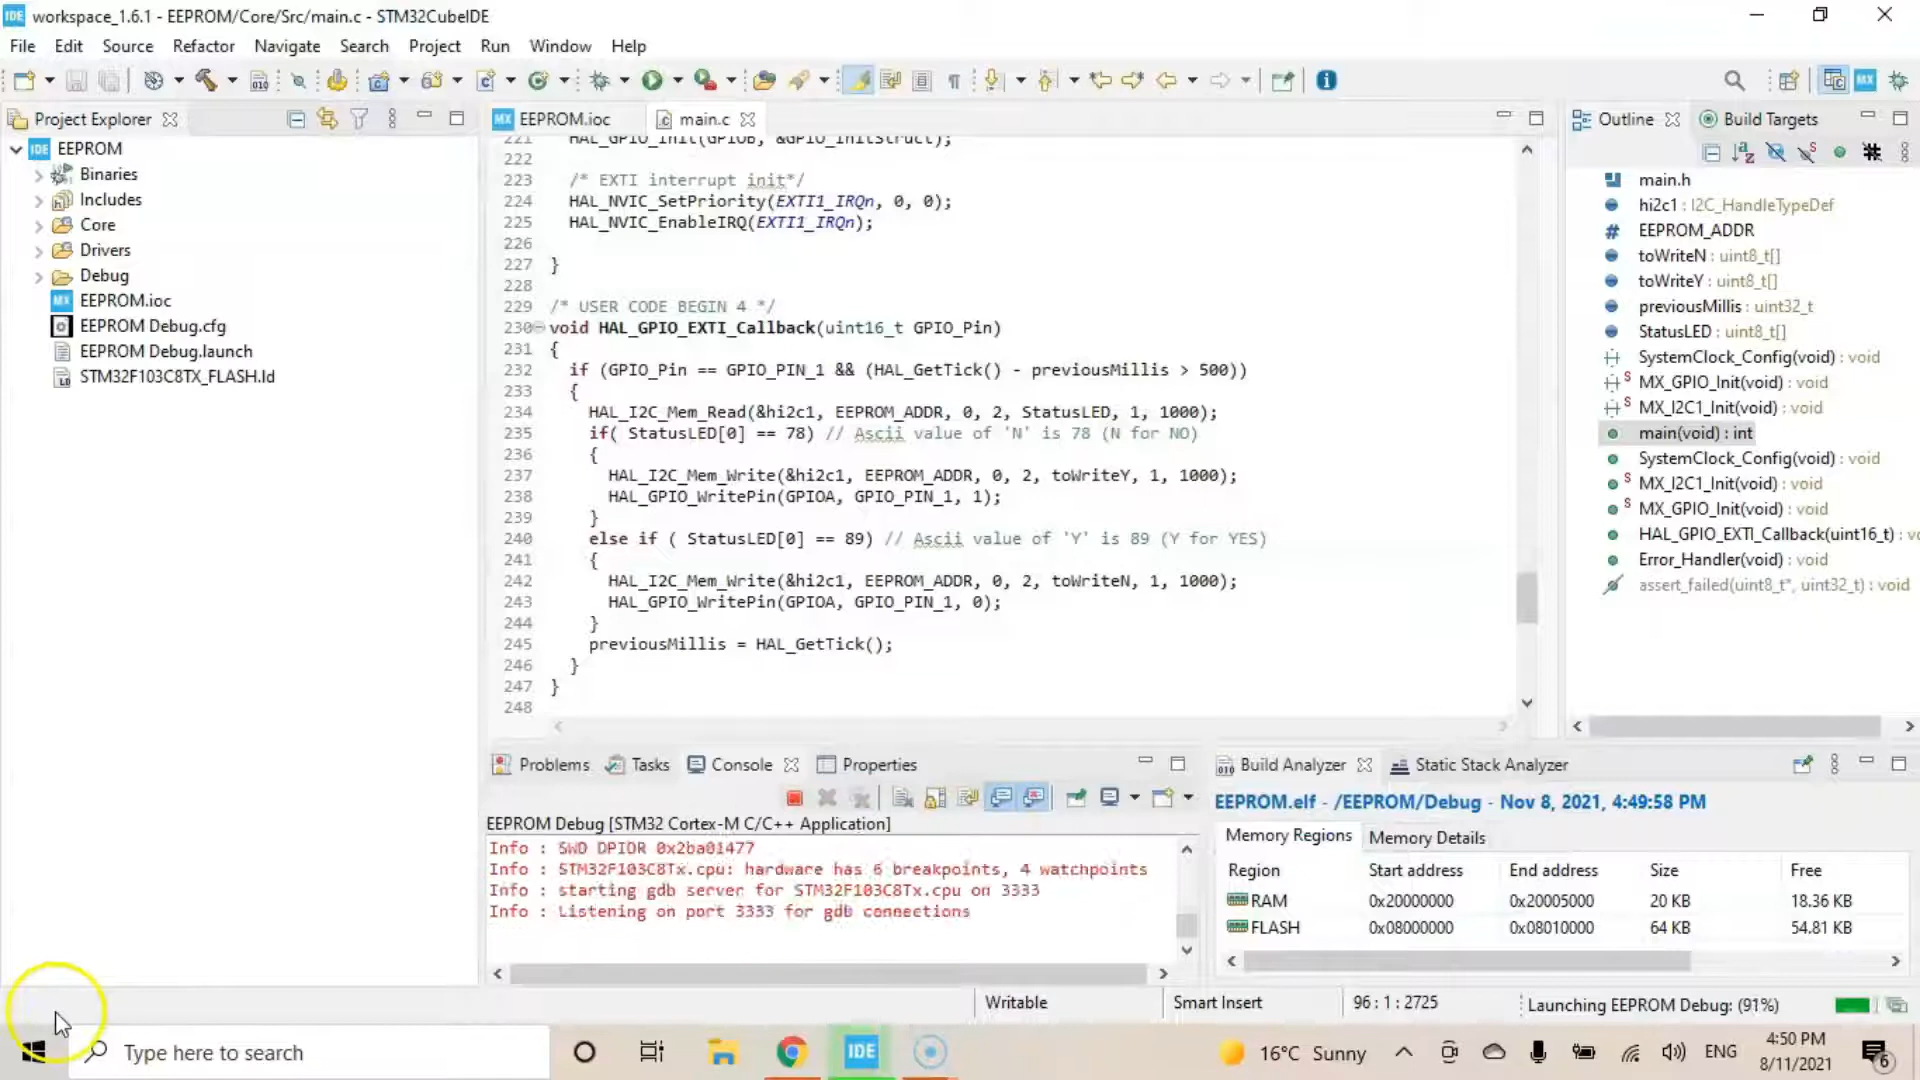 workspace_1.6.1 - EEPROM/Core/Src/main.c - STM32CubeIDE
File Edit Source Refactor Navigate Search Project Run Window Help
Project Explorer
EEPROM
Binaries
Includes
Core
Drivers
Debug
EEPROM.ioc
EEPROM Debug.cfg
EEPROM Debug.launch
STM32F103C8TX_FLASH.ld
EEPROM.ioc main.c
221 HAL_GPIO_Init(GPIOB, &GPIO_InitStruct);
222
223 /* EXTI interrupt init*/
224 HAL_NVIC_SetPriority(EXTI1_IRQn, 0, 0);
225 HAL_NVIC_EnableIRQ(EXTI1_IRQn);
226
227 }
228
229 /* USER CODE BEGIN 4 */
230 void HAL_GPIO_EXTI_Callback(uint16_t GPIO_Pin)
231 {
232 if (GPIO_Pin == GPIO_PIN_1 && (HAL_GetTick() - previousMillis > 500))
233 {
234 HAL_I2C_Mem_Read(&hi2c1, EEPROM_ADDR, 0, 2, StatusLED, 1, 1000);
235 if( StatusLED[0] == 78) // Ascii value of 'N' is 78 (N for NO)
236 {
237 HAL_I2C_Mem_Write(&hi2c1, EEPROM_ADDR, 0, 2, toWriteY, 1, 1000);
238 HAL_GPIO_WritePin(GPIOA, GPIO_PIN_1, 1);
239 }
240 else if ( StatusLED[0] == 89) // Ascii value of 'Y' is 89 (Y for YES)
241 {
242 HAL_I2C_Mem_Write(&hi2c1, EEPROM_ADDR, 0, 2, toWriteN, 1, 1000);
243 HAL_GPIO_WritePin(GPIOA, GPIO_PIN_1, 0);
244 }
245 previousMillis = HAL_GetTick();
246 }
247 }
248
Outline Build Targets
main.h
hi2c1 : I2C_HandleTypeDef
EEPROM_ADDR
toWriteN : uint8_t[]
toWriteY : uint8_t[]
previousMillis : uint32_t
StatusLED : uint8_t[]
SystemClock_Config(void) : void
MX_GPIO_Init(void) : void
MX_I2C1_Init(void) : void
main(void) : int
SystemClock_Config(void) : void
MX_I2C1_Init(void) : void
MX_GPIO_Init(void) : void
HAL_GPIO_EXTI_Callback(uint16_t) : vo
Error_Handler(void) : void
assert_failed(uint8_t*, uint32_t) : void
Problems Tasks Console Properties
EEPROM Debug [STM32 Cortex-M C/C++ Application]
Info : SWD DPIDR 0x2ba01477
Info : STM32F103C8Tx.cpu: hardware has 6 breakpoints, 4 watchpoints
Info : starting gdb server for STM32F103C8Tx.cpu on 3333
Info : Listening on port 3333 for gdb connections
Build Analyzer Static Stack Analyzer
EEPROM.elf - /EEPROM/Debug - Nov 8, 2021, 4:49:58 PM
Memory Regions Memory Details
Region Start address End address Size Free
RAM 0x20000000 0x20005000 20 KB 18.36 KB
FLASH 0x08000000 0x08010000 64 KB 54.81 KB
Writable Smart Insert 96 : 1 : 2725 Launching EEPROM Debug: (91%)
Type here to search
IDE
16°C Sunny
ENG
4:50 PM
8/11/2021
6